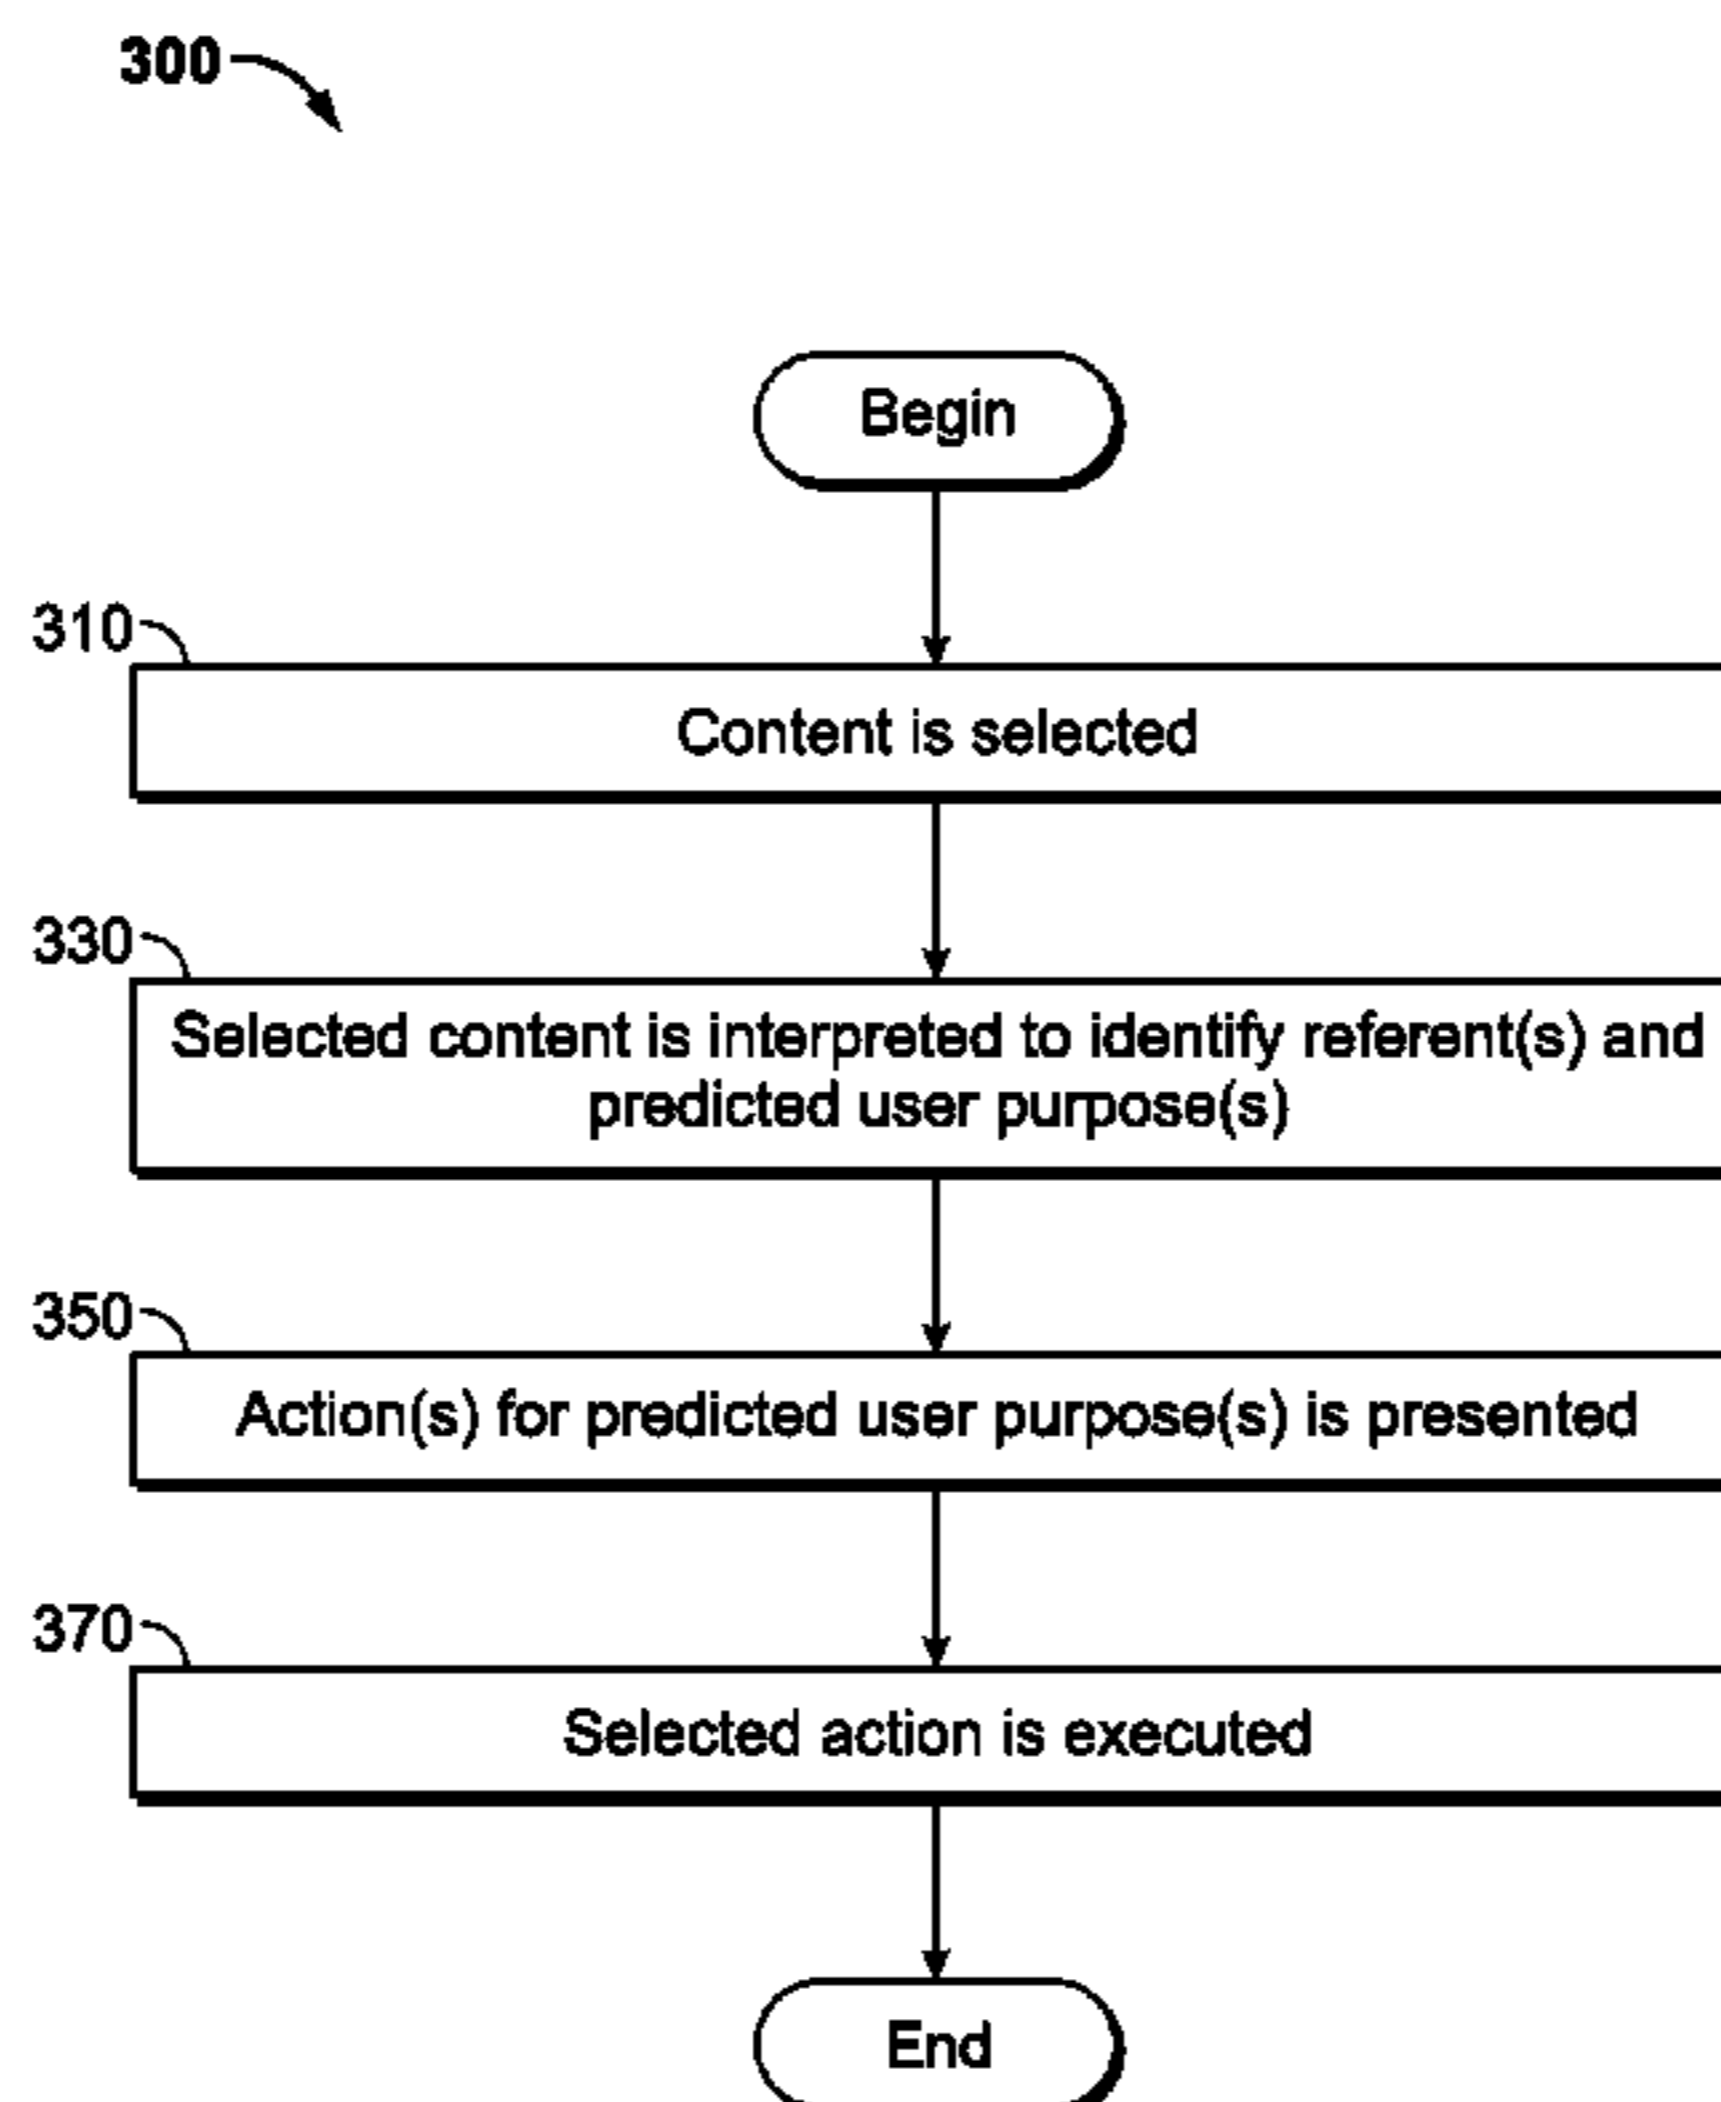 300
Begin
310
Content is selected
330
Selected content is interpreted to identify referent(s) and
predicted user purpose(s)
350
Action(s) for predicted user purpose(s) is presented
370
Selected action is executed
End